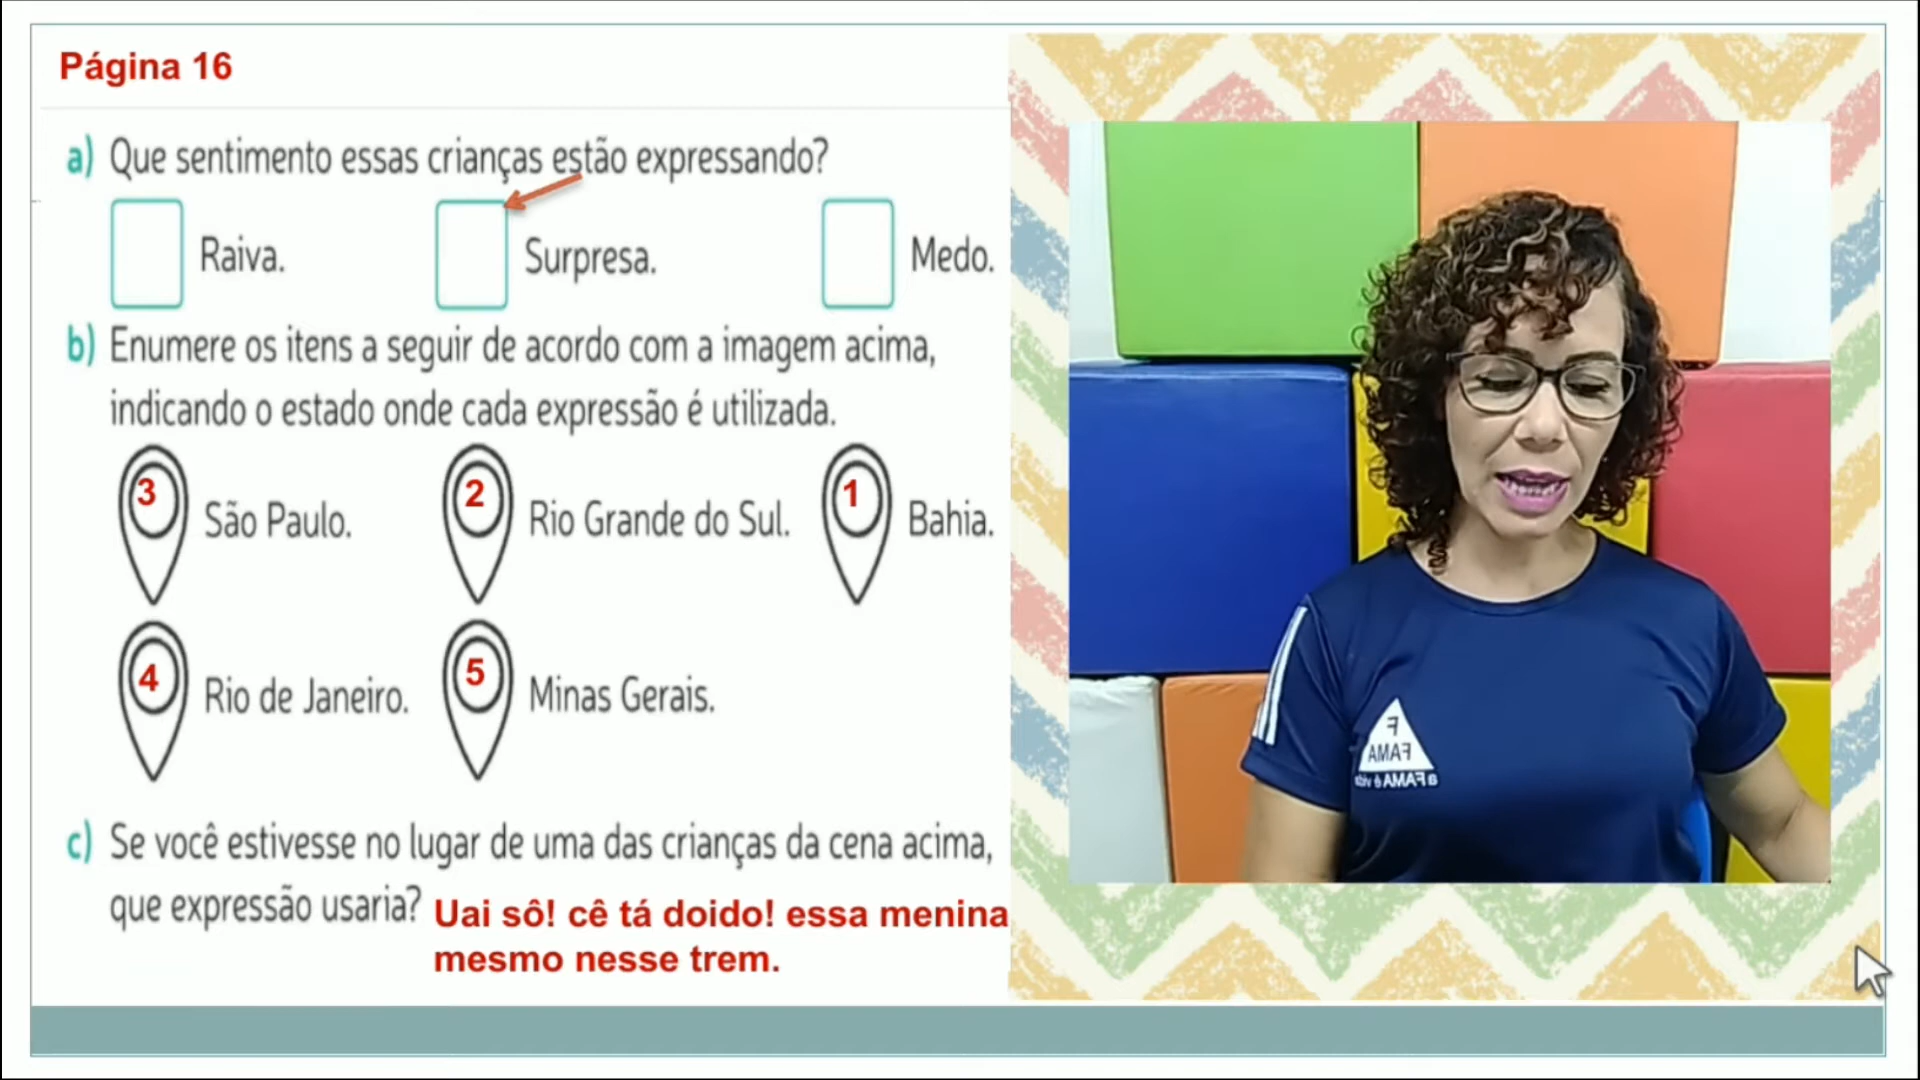 Página 16
a) Que sentimento essas crianças estão expressando?
Raiva. Surpresa. Medo.
b) Enumere os itens a seguir de acordo com a imagem acima,
indicando o estado onde cada expressão é utilizada.
3 São Paulo. 2 Rio Grande do Sul. 1 Bahia.
4 Rio de Janeiro. 5 Minas Gerais.
c) Se você estivesse no lugar de uma das crianças da cena acima,
que expressão usaria? Uai sô! cê tá doido! essa menina
mesmo nesse trem.
F
FAMA
a FAMA é